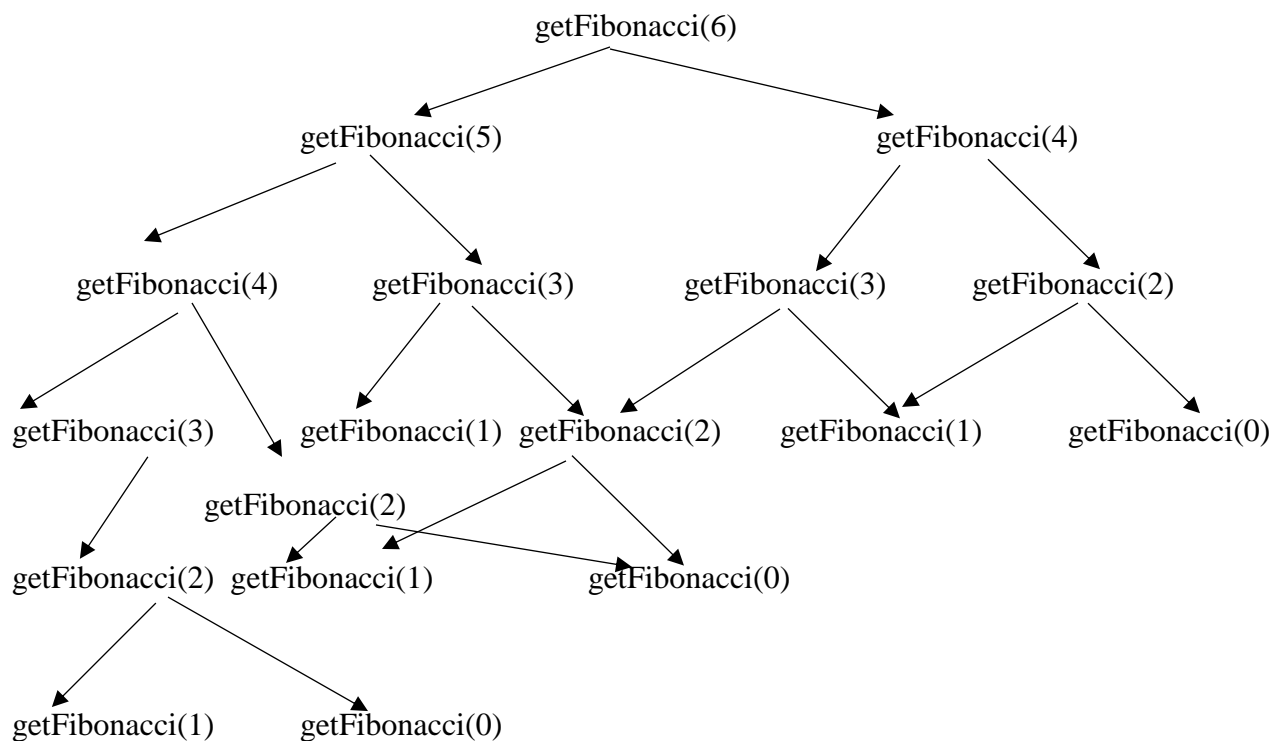 getFibonacci(6)
getFibonacci(5) getFibonacci(4)
getFibonacci(4) getFibonacci(3) getFibonacci(3) getFibonacci(2)
getFibonacci(3) getFibonacci(1) getFibonacci(2) getFibonacci(1) getFibonacci(0)
getFibonacci(2)
getFibonacci(2) getFibonacci(1) getFibonacci(0)
getFibonacci(1) getFibonacci(0)